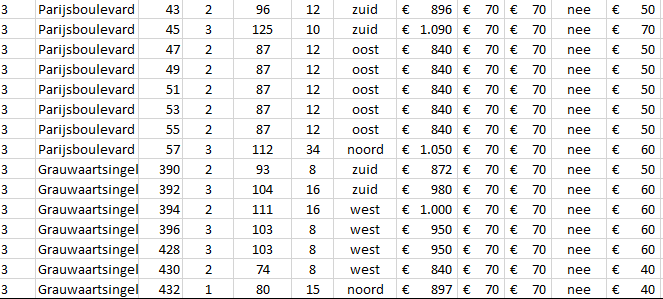 3 Parijsboulevard 43 2 96 12 zuid € 896 € 70 € 70 nee € 50
3 Parijsboulevard 45 3 125 10 zuid € 1.090 € 70 € 70 nee € 70
3 Parijsboulevard 47 2 87 12 oost € 840 € 70 € 70 nee € 50
3 Parijsboulevard 49 2 87 12 oost € 840 € 70 € 70 nee € 50
3 Parijsboulevard 51 2 87 12 oost € 840 € 70 € 70 nee € 50
3 Parijsboulevard 53 2 87 12 oost € 840 € 70 € 70 nee € 50
3 Parijsboulevard 55 2 87 12 oost € 840 € 70 € 70 nee € 50
3 Parijsboulevard 57 3 112 34 noord € 1.050 € 70 € 70 nee € 60
3 Grauwaartsingel 390 2 93 8 zuid € 872 € 70 € 70 nee € 50
3 Grauwaartsingel 392 3 104 16 zuid € 980 € 70 € 70 nee € 60
3 Grauwaartsingel 394 2 111 16 west € 1.000 € 70 € 70 nee € 60
3 Grauwaartsingel 396 3 103 8 west € 950 € 70 € 70 nee € 60
3 Grauwaartsingel 428 3 103 8 west € 950 € 70 € 70 nee € 60
3 Grauwaartsingel 430 2 74 8 west € 840 € 70 € 70 nee € 40
3 Grauwaartsingel 432 1 80 15 noord € 897 € 70 € 70 nee € 40